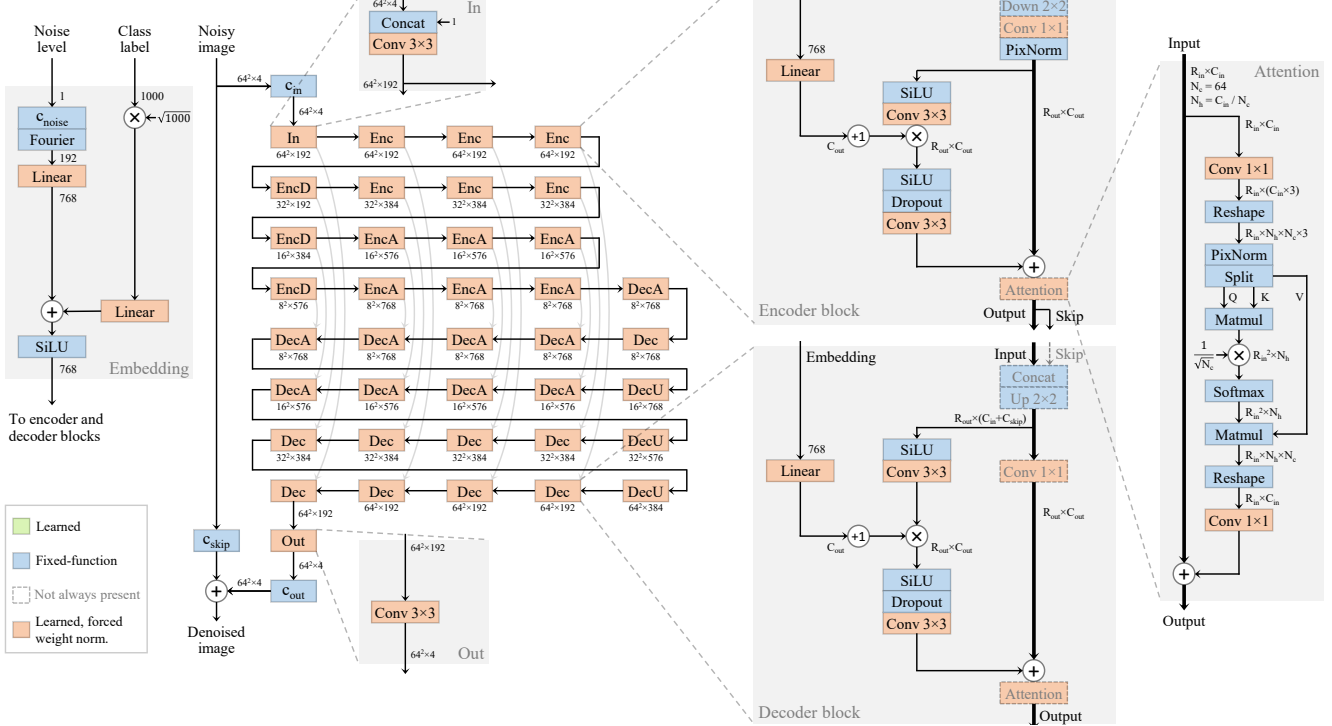 Noise
level
Class
label
1
1000
c_noise
Fourier
× √1000
192
Linear
768
+
Linear
SiLU
768
Embedding
To encoder and
decoder blocks
Learned
Fixed-function
Not always present
Learned, forced
weight norm.
Noisy
image
64²×4
c_in
64²×4
64²×4
In
Concat
1
Conv 3×3
64²×192
In Enc Enc Enc
64²×192 64²×192 64²×192 64²×192
EncD Enc Enc Enc
32²×192 32²×384 32²×384 32²×384
EncD EncA EncA EncA
16²×384 16²×576 16²×576 16²×576
EncD EncA EncA EncA DecA
8²×576 8²×768 8²×768 8²×768 8²×768
DecA DecA DecA DecA Dec
8²×768 8²×768 8²×768 8²×768 8²×768
DecA DecA DecA DecA DecU
16²×576 16²×576 16²×576 16²×576 16²×768
Dec Dec Dec Dec DecU
32²×384 32²×384 32²×384 32²×384 32²×576
Dec Dec Dec Dec DecU
64²×192 64²×192 64²×192 64²×192 64²×384
64²×192
c_skip
Out
64²×4
+
64²×4
c_out
Denoised
image
64²×192
Conv 3×3
64²×4
Out
Down 2×2
Conv 1×1
PixNorm
768
Linear
SiLU
Conv 3×3
R_out×C_out
C_out
+1
×
R_out×C_out
SiLU
Dropout
Conv 3×3
+
Attention
Encoder block
Output
Skip
Embedding
Input
Skip
Concat
Up 2×2
R_out×(C_in+C_skip)
768
Linear
SiLU
Conv 3×3
Conv 1×1
R_out×C_out
C_out
+1
×
R_out×C_out
SiLU
Dropout
Conv 3×3
+
Attention
Decoder block
Output
Input
Attention
R_in×C_in
N_c = 64
N_h = C_in / N_c
R_in×C_in
Conv 1×1
R_in×(C_in×3)
Reshape
R_in×N_h×N_c×3
PixNorm
Split
Q K V
Matmul
1/√N_c
×
R_in²×N_h
Softmax
R_in²×N_h
Matmul
R_in×N_h×N_c
Reshape
R_in×C_in
Conv 1×1
+
Output